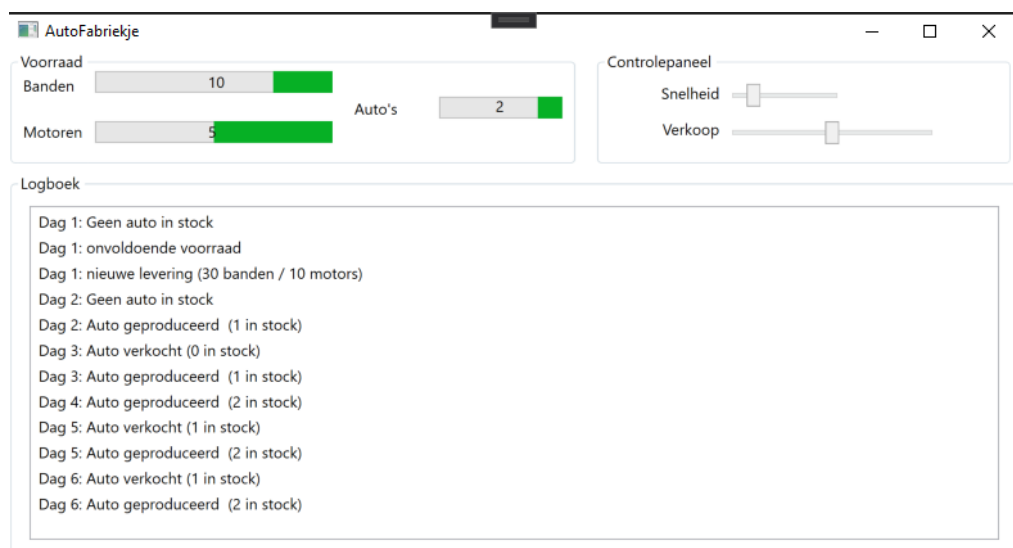 AutoFabriekje
Voorraad
Banden 10
Motoren 5
Auto's 2
Controlepaneel
Snelheid
Verkoop
Logboek
Dag 1: Geen auto in stock
Dag 1: onvoldoende voorraad
Dag 1: nieuwe levering (30 banden / 10 motors)
Dag 2: Geen auto in stock
Dag 2: Auto geproduceerd  (1 in stock)
Dag 3: Auto verkocht (0 in stock)
Dag 3: Auto geproduceerd  (1 in stock)
Dag 4: Auto geproduceerd  (2 in stock)
Dag 5: Auto verkocht (1 in stock)
Dag 5: Auto geproduceerd  (2 in stock)
Dag 6: Auto verkocht (1 in stock)
Dag 6: Auto geproduceerd  (2 in stock)